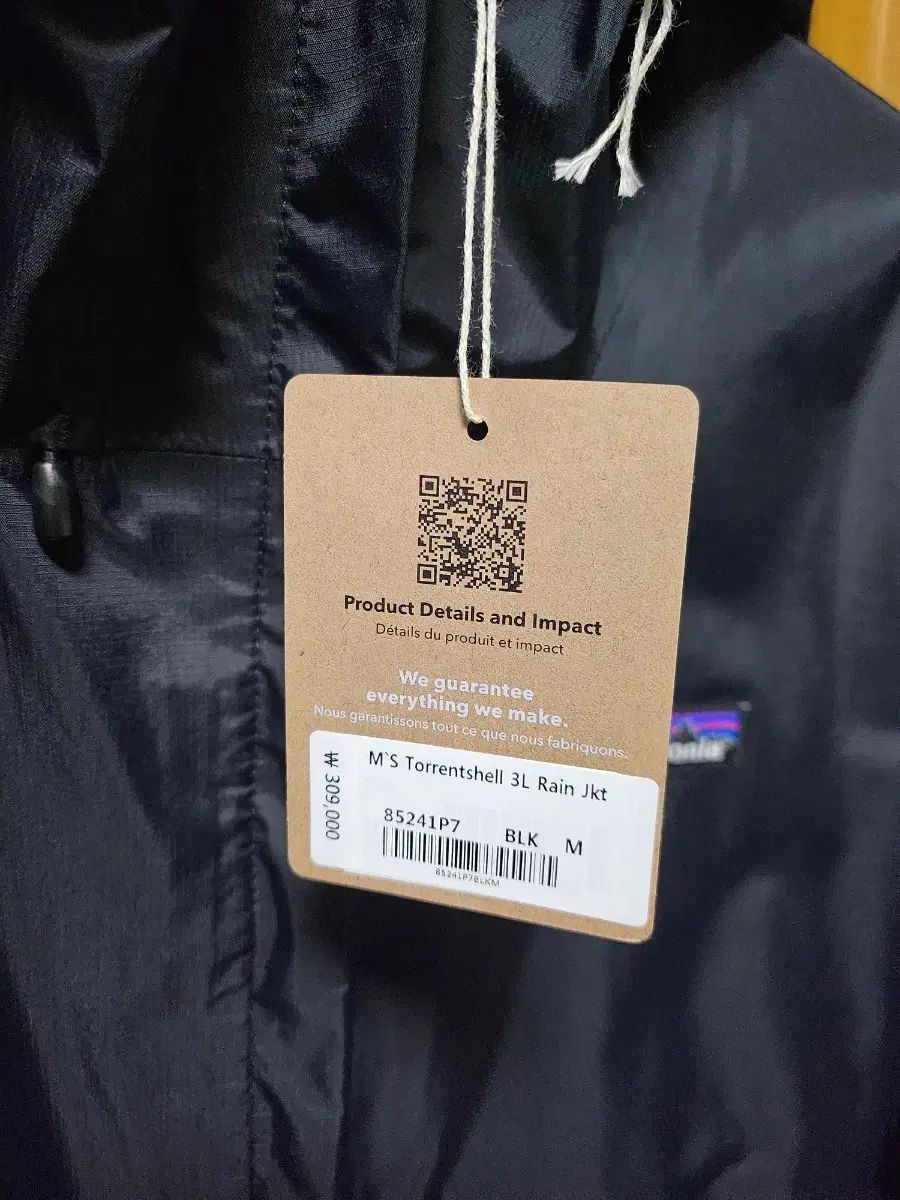 Product Details and Impact
Détails du produit et impact
We guarantee
everything we make.
Nous garantissons tout ce que nous fabriquons.
M`S Torrentshell 3L Rain Jkt
₩ 309,000
85241P7 BLK M
85241P7BLKM
onia